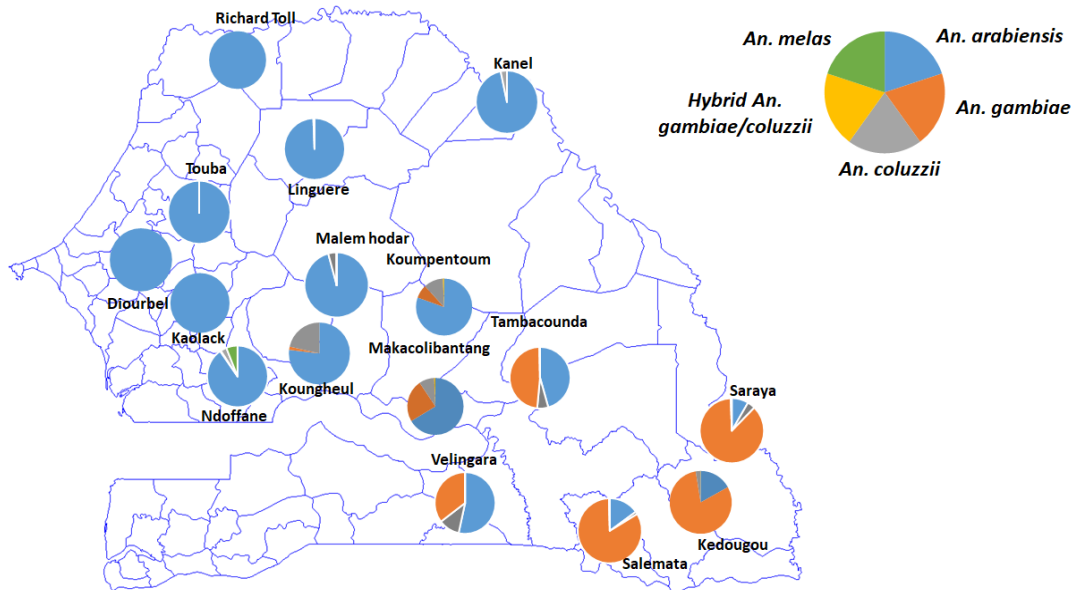 Richard Toll
An. melas
An. arabiensis
Kanel
Hybrid An.
gambiae/coluzzii
An. gambiae
Touba
Linguere
An. coluzzii
Malem hodar
Koumpentoum
Diourbel
Kaolack
Tambacounda
Makacolibantang
Koungheul
Ndoffane
Saraya
Velingara
Kedougou
Salemata